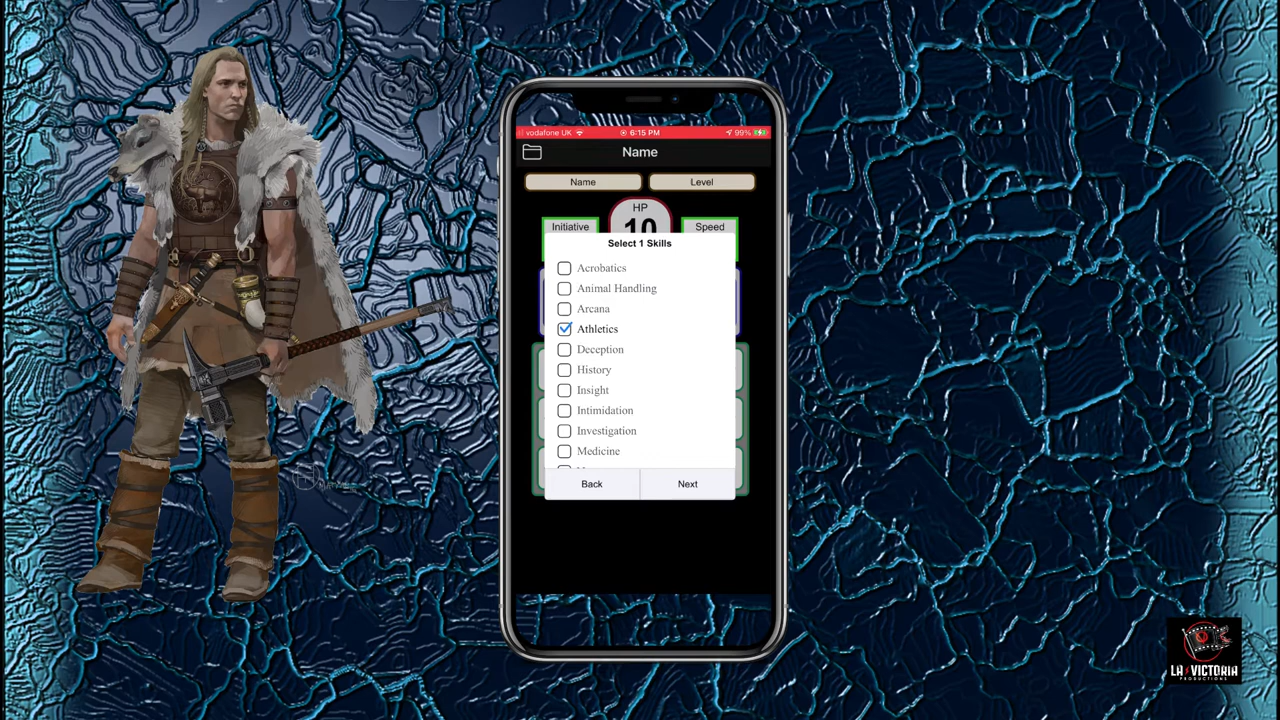 vodafone UK
6:15 PM
99%
Name
Name
Level
HP
10
Initiative
Speed
Select 1 Skills
Acrobatics
Animal Handling
Arcana
Athletics
Deception
History
Insight
Intimidation
Investigation
Medicine
Back
Next
LA VICTORIA
PRODUCTIONS